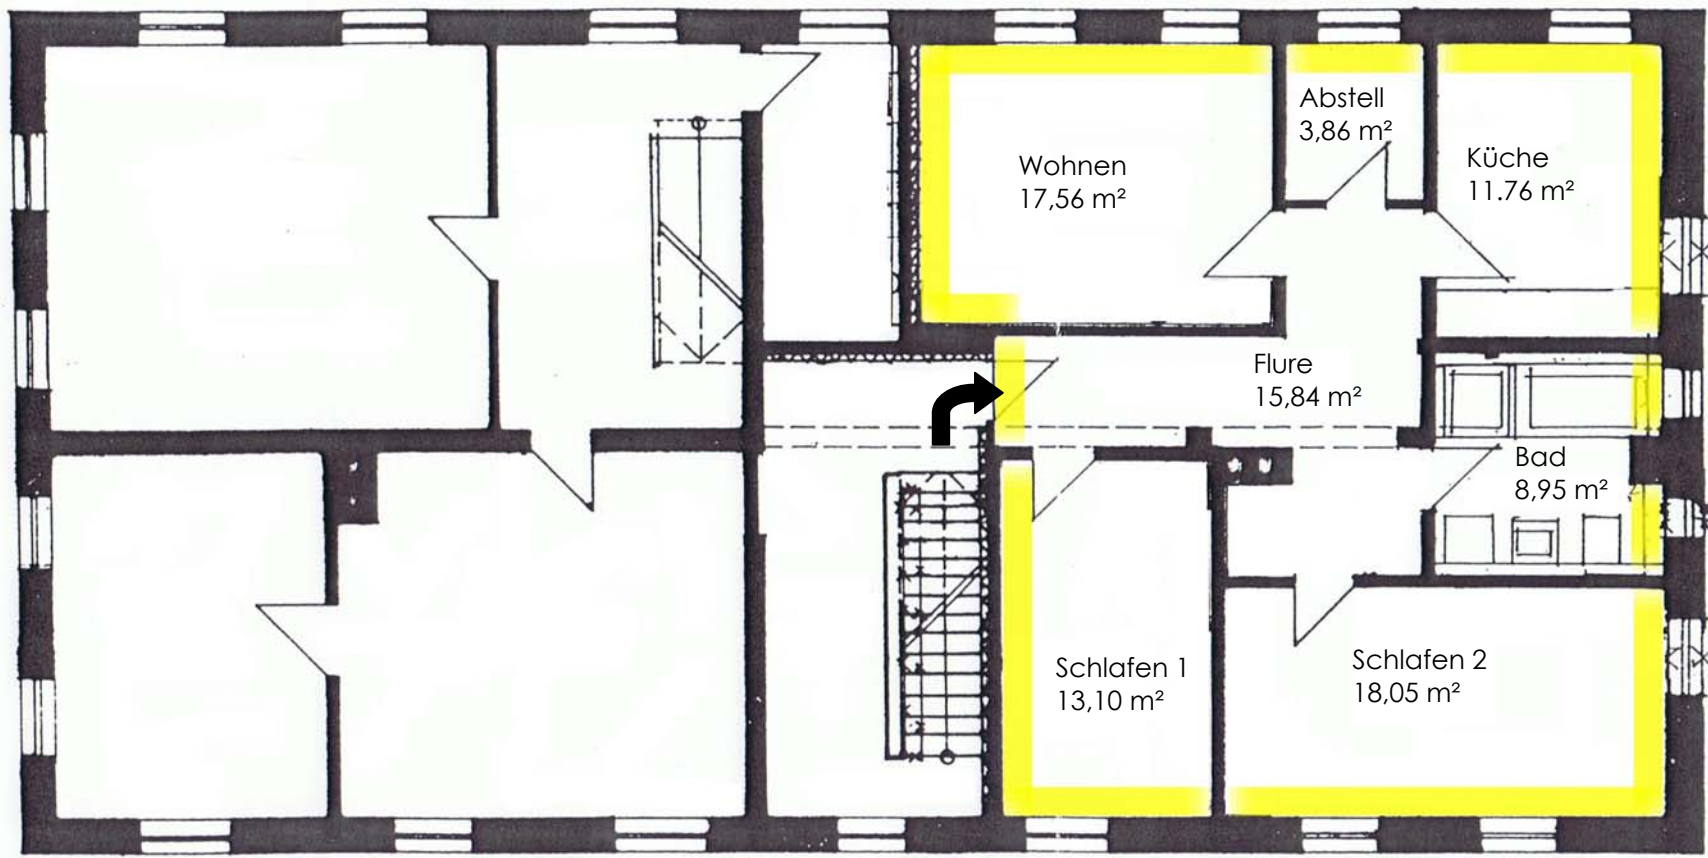 Abstell
3,86 m²
Wohnen
17,56 m²
Küche
11.76 m²
Flure
15,84 m²
Bad
8,95 m²
Schlafen 1
13,10 m²
Schlafen 2
18,05 m²